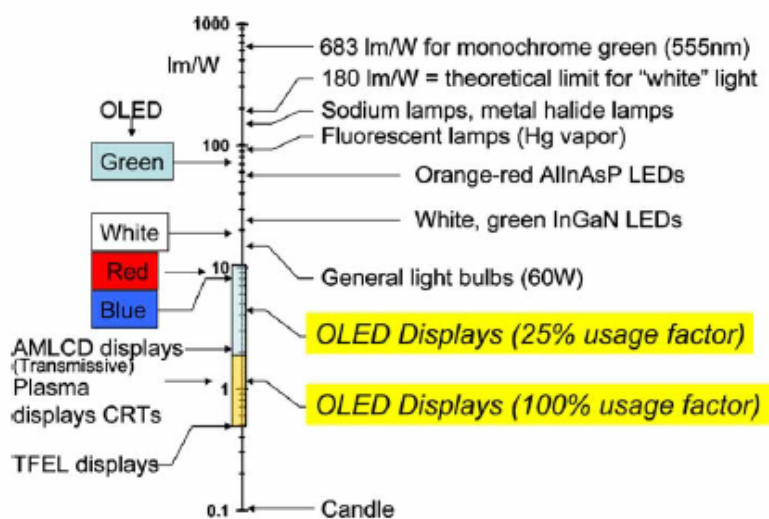 1000
lm/W
683 lm/W for monochrome green (555nm)
180 lm/W = theoretical limit for "white" light
OLED
Sodium lamps, metal halide lamps
100
Fluorescent lamps (Hg vapor)
Green
Orange-red AlInAsP LEDs
White, green InGaN LEDs
White
10
Red
General light bulbs (60W)
Blue
OLED Displays (25% usage factor)
AMLCD displays
(Transmissive)
Plasma
1
OLED Displays (100% usage factor)
displays CRTs
TFEL displays
0.1
Candle